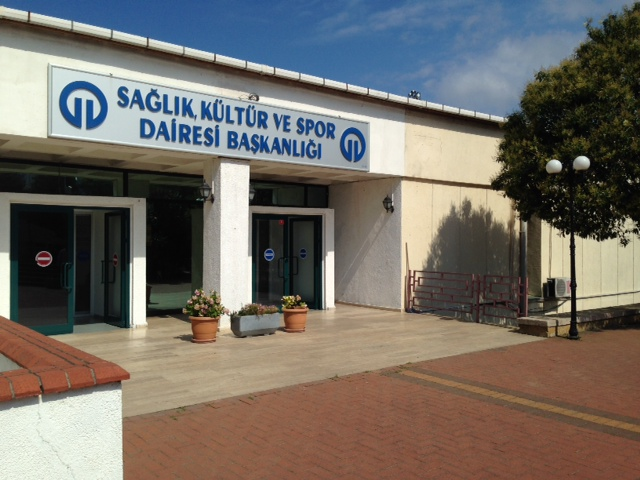 SAĞLIK, KÜLTÜR VE SPOR
DAİRESİ BAŞKANLIĞI